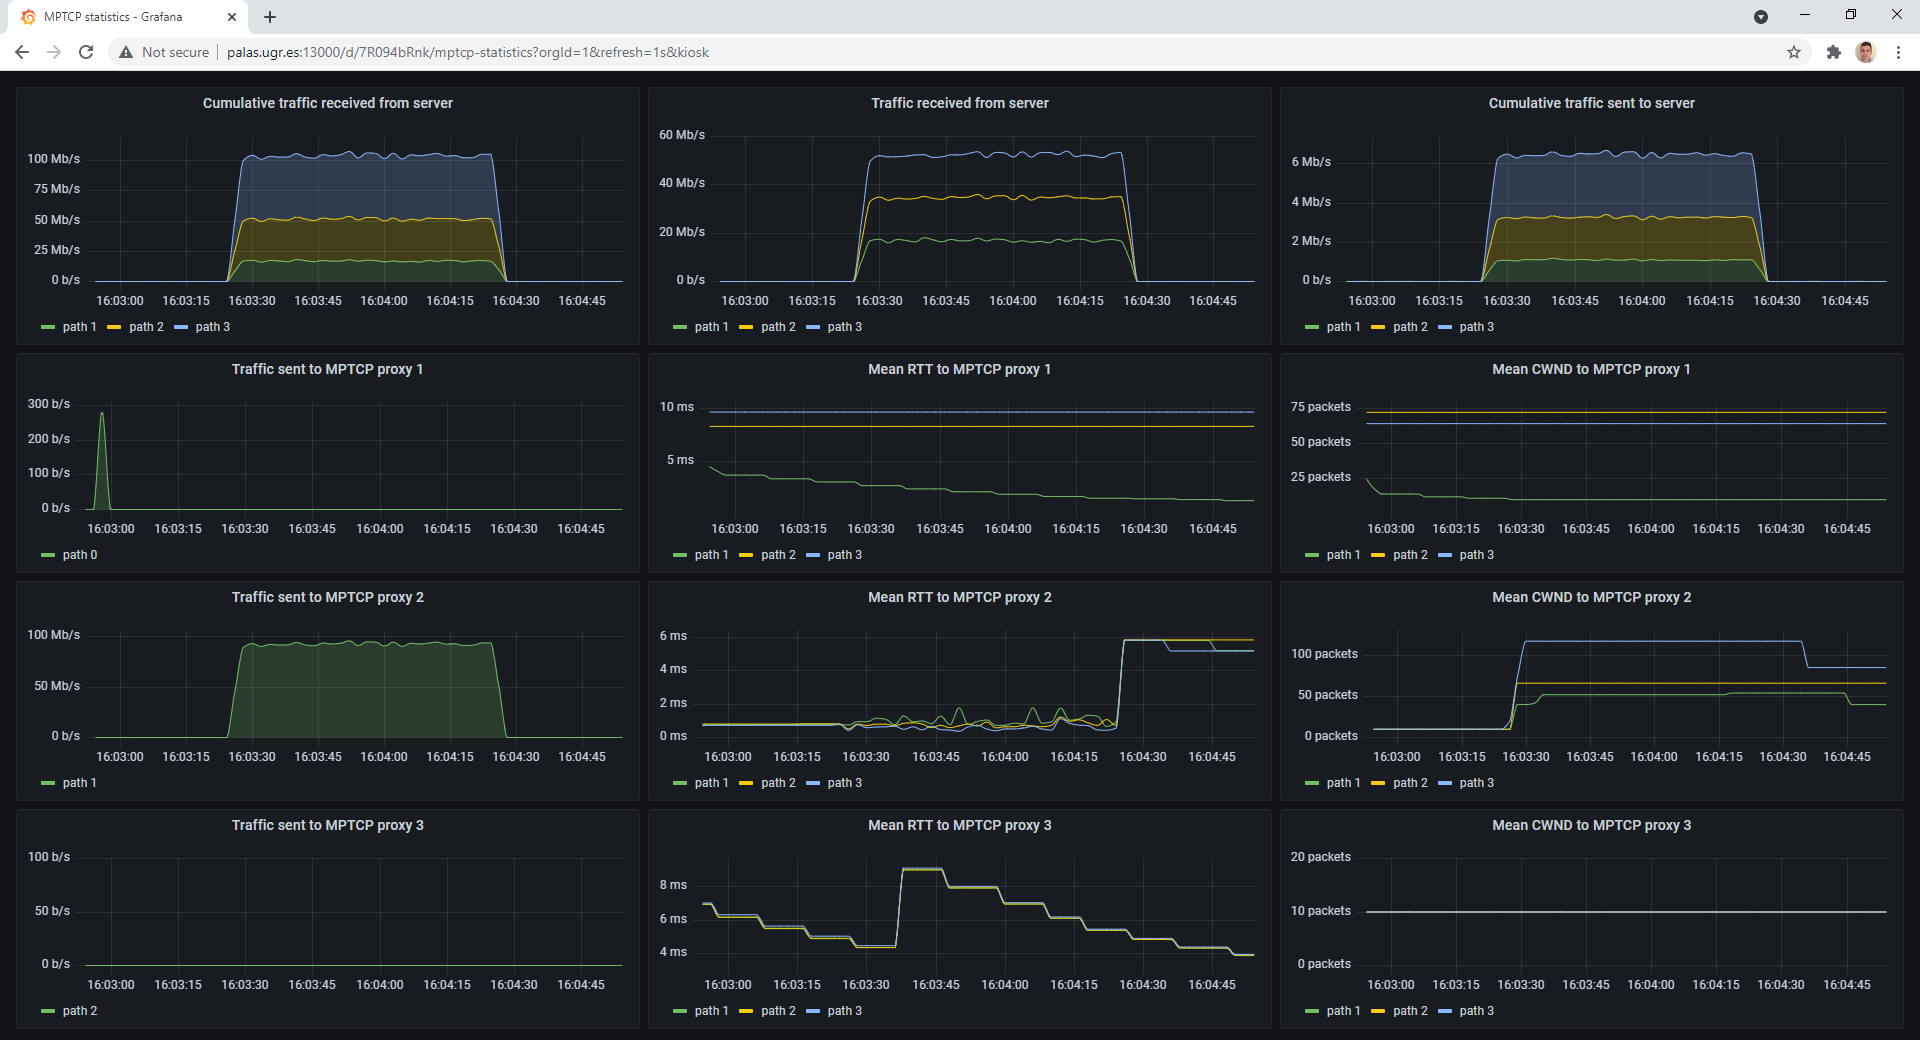 MPTCP statistics - Grafana
Not secure palas.ugr.es:13000/d/7R094bRnk/mptcp-statistics?orgId=1&refresh=1s&kiosk
Cumulative traffic received from server
100 Mb/s
75 Mb/s
50 Mb/s
25 Mb/s
0 b/s
16:03:00 16:03:15 16:03:30 16:03:45 16:04:00 16:04:15 16:04:30 16:04:45
path 1 path 2 path 3
Traffic received from server
60 Mb/s
40 Mb/s
20 Mb/s
0 b/s
16:03:00 16:03:15 16:03:30 16:03:45 16:04:00 16:04:15 16:04:30 16:04:45
path 1 path 2 path 3
Cumulative traffic sent to server
6 Mb/s
4 Mb/s
2 Mb/s
0 b/s
16:03:00 16:03:15 16:03:30 16:03:45 16:04:00 16:04:15 16:04:30 16:04:45
path 1 path 2 path 3
Traffic sent to MPTCP proxy 1
300 b/s
200 b/s
100 b/s
0 b/s
16:03:00 16:03:15 16:03:30 16:03:45 16:04:00 16:04:15 16:04:30 16:04:45
path 0
Mean RTT to MPTCP proxy 1
10 ms
5 ms
16:03:00 16:03:15 16:03:30 16:03:45 16:04:00 16:04:15 16:04:30 16:04:45
path 1 path 2 path 3
Mean CWND to MPTCP proxy 1
75 packets
50 packets
25 packets
16:03:00 16:03:15 16:03:30 16:03:45 16:04:00 16:04:15 16:04:30 16:04:45
path 1 path 2 path 3
Traffic sent to MPTCP proxy 2
100 Mb/s
50 Mb/s
0 b/s
16:03:00 16:03:15 16:03:30 16:03:45 16:04:00 16:04:15 16:04:30 16:04:45
path 1
Mean RTT to MPTCP proxy 2
6 ms
4 ms
2 ms
0 ms
16:03:00 16:03:15 16:03:30 16:03:45 16:04:00 16:04:15 16:04:30 16:04:45
path 1 path 2 path 3
Mean CWND to MPTCP proxy 2
100 packets
50 packets
0 packets
16:03:00 16:03:15 16:03:30 16:03:45 16:04:00 16:04:15 16:04:30 16:04:45
path 1 path 2 path 3
Traffic sent to MPTCP proxy 3
100 b/s
50 b/s
0 b/s
16:03:00 16:03:15 16:03:30 16:03:45 16:04:00 16:04:15 16:04:30 16:04:45
path 2
Mean RTT to MPTCP proxy 3
8 ms
6 ms
4 ms
16:03:00 16:03:15 16:03:30 16:03:45 16:04:00 16:04:15 16:04:30 16:04:45
path 1 path 2 path 3
Mean CWND to MPTCP proxy 3
20 packets
10 packets
0 packets
16:03:00 16:03:15 16:03:30 16:03:45 16:04:00 16:04:15 16:04:30 16:04:45
path 1 path 2 path 3